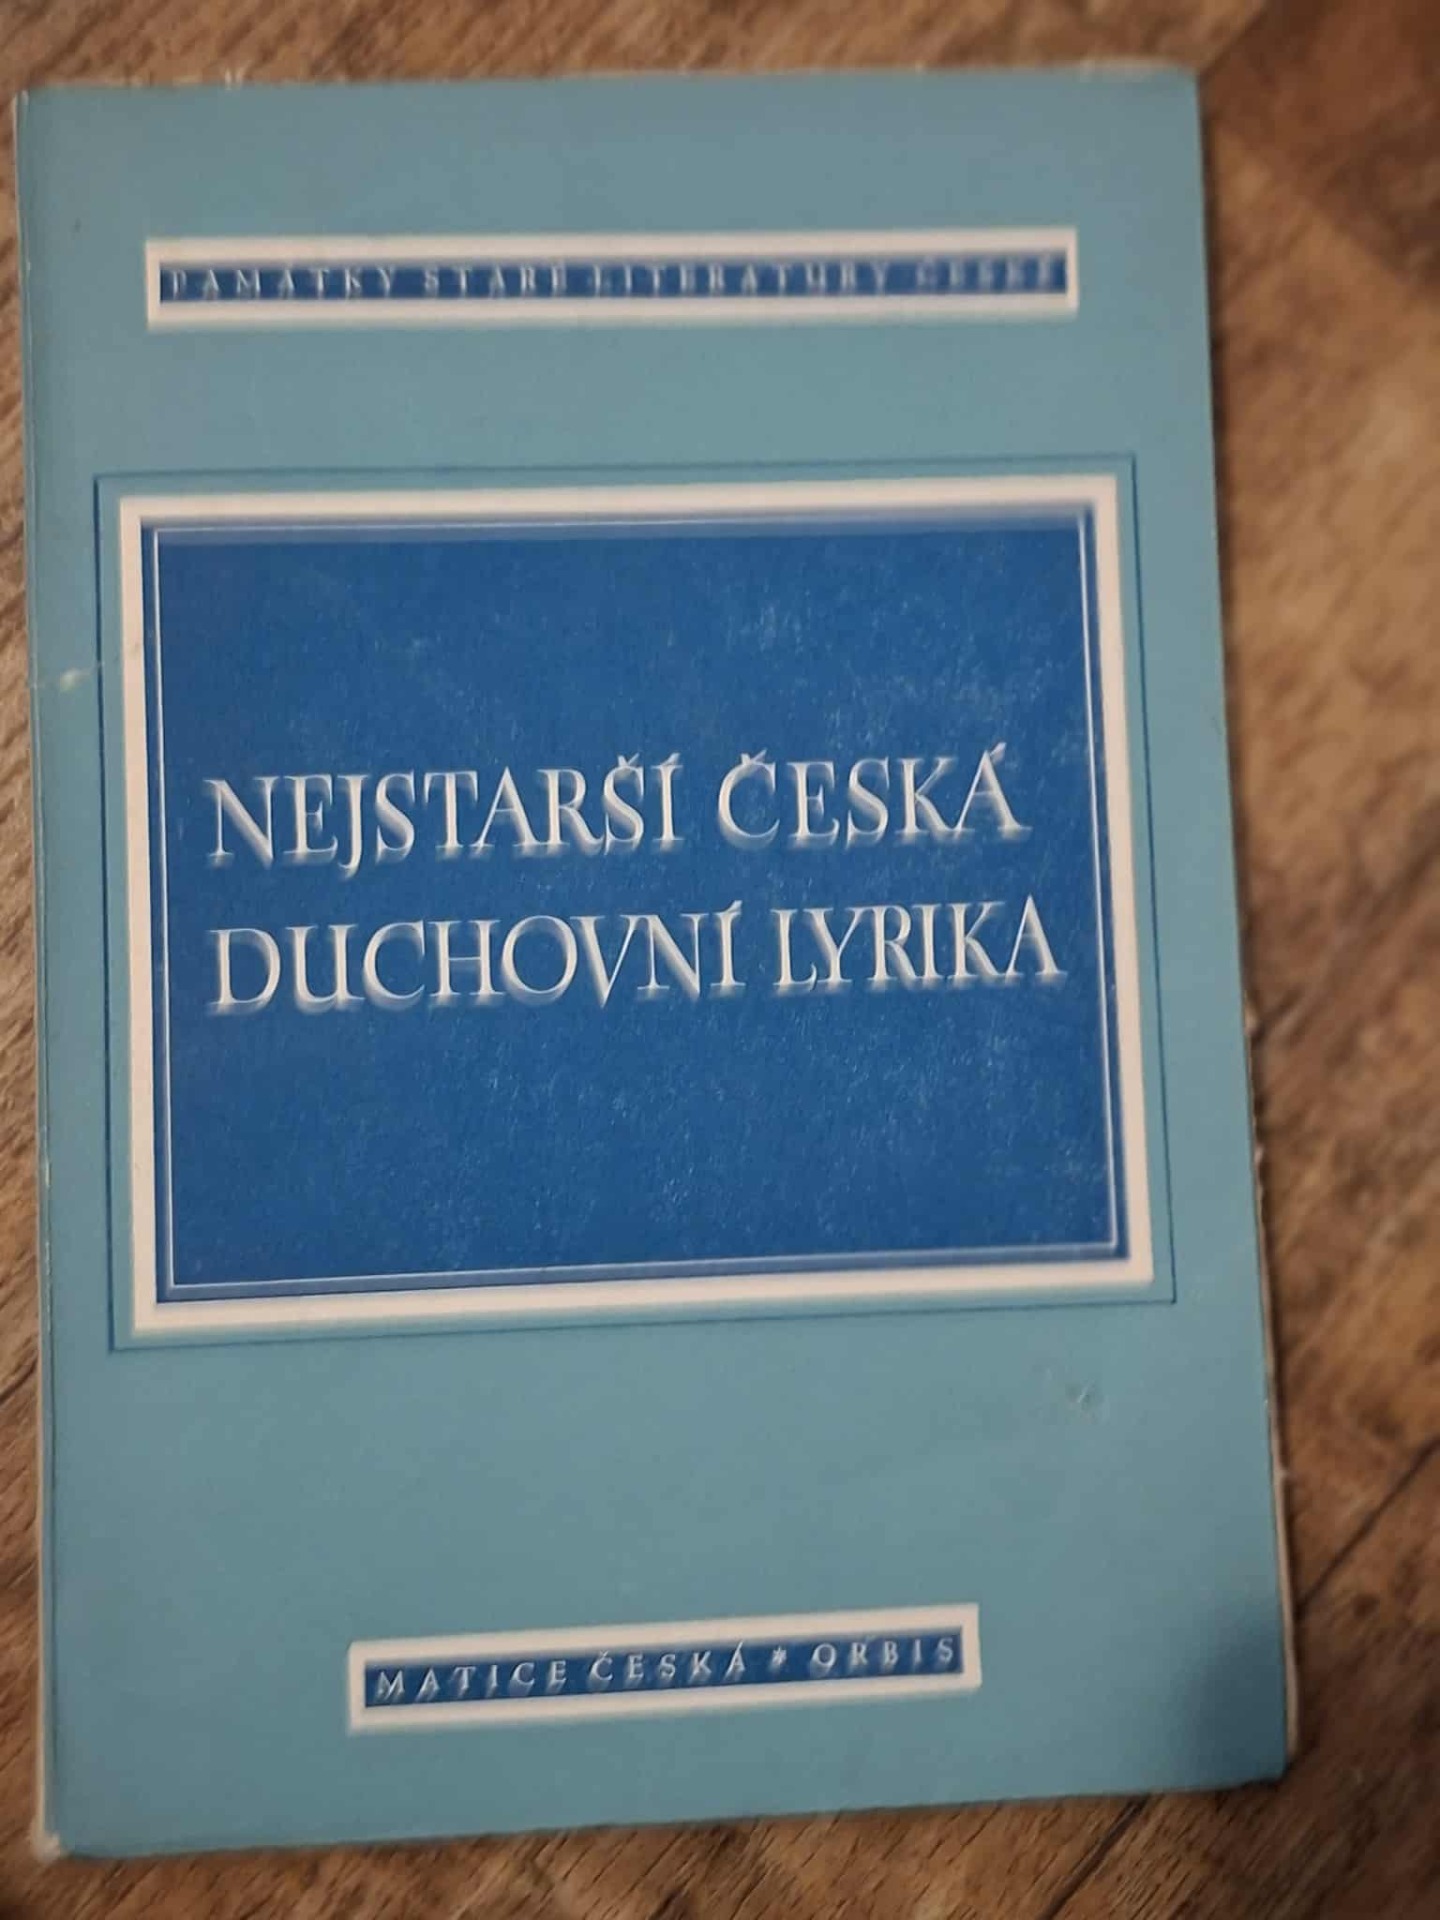 PAMÁTKY STARÉ LITERATURY ČESKÉ
NEJSTARŠÍ ČESKÁ
DUCHOVNÍ LYRIKA
MATICE ČESKÁ * ORBIS